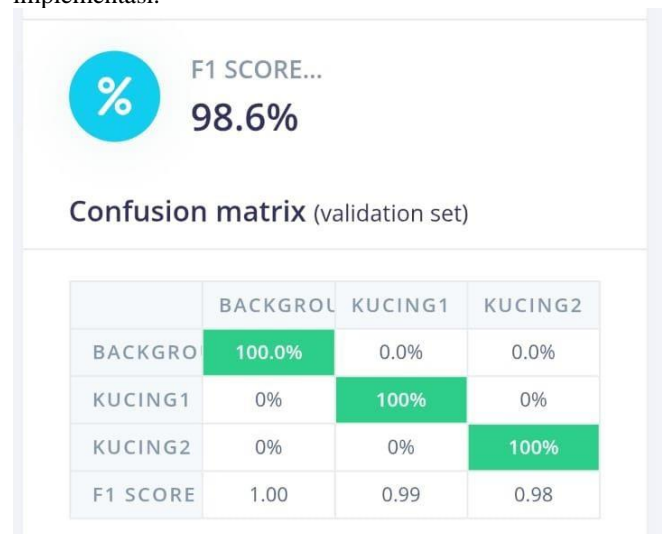 implementasi.
%
F1 SCORE...
98.6%
Confusion matrix (validation set)
BACKGROU KUCING1 KUCING2
BACKGRO 100.0% 0.0% 0.0%
KUCING1 0% 100% 0%
KUCING2 0% 0% 100%
F1 SCORE 1.00 0.99 0.98